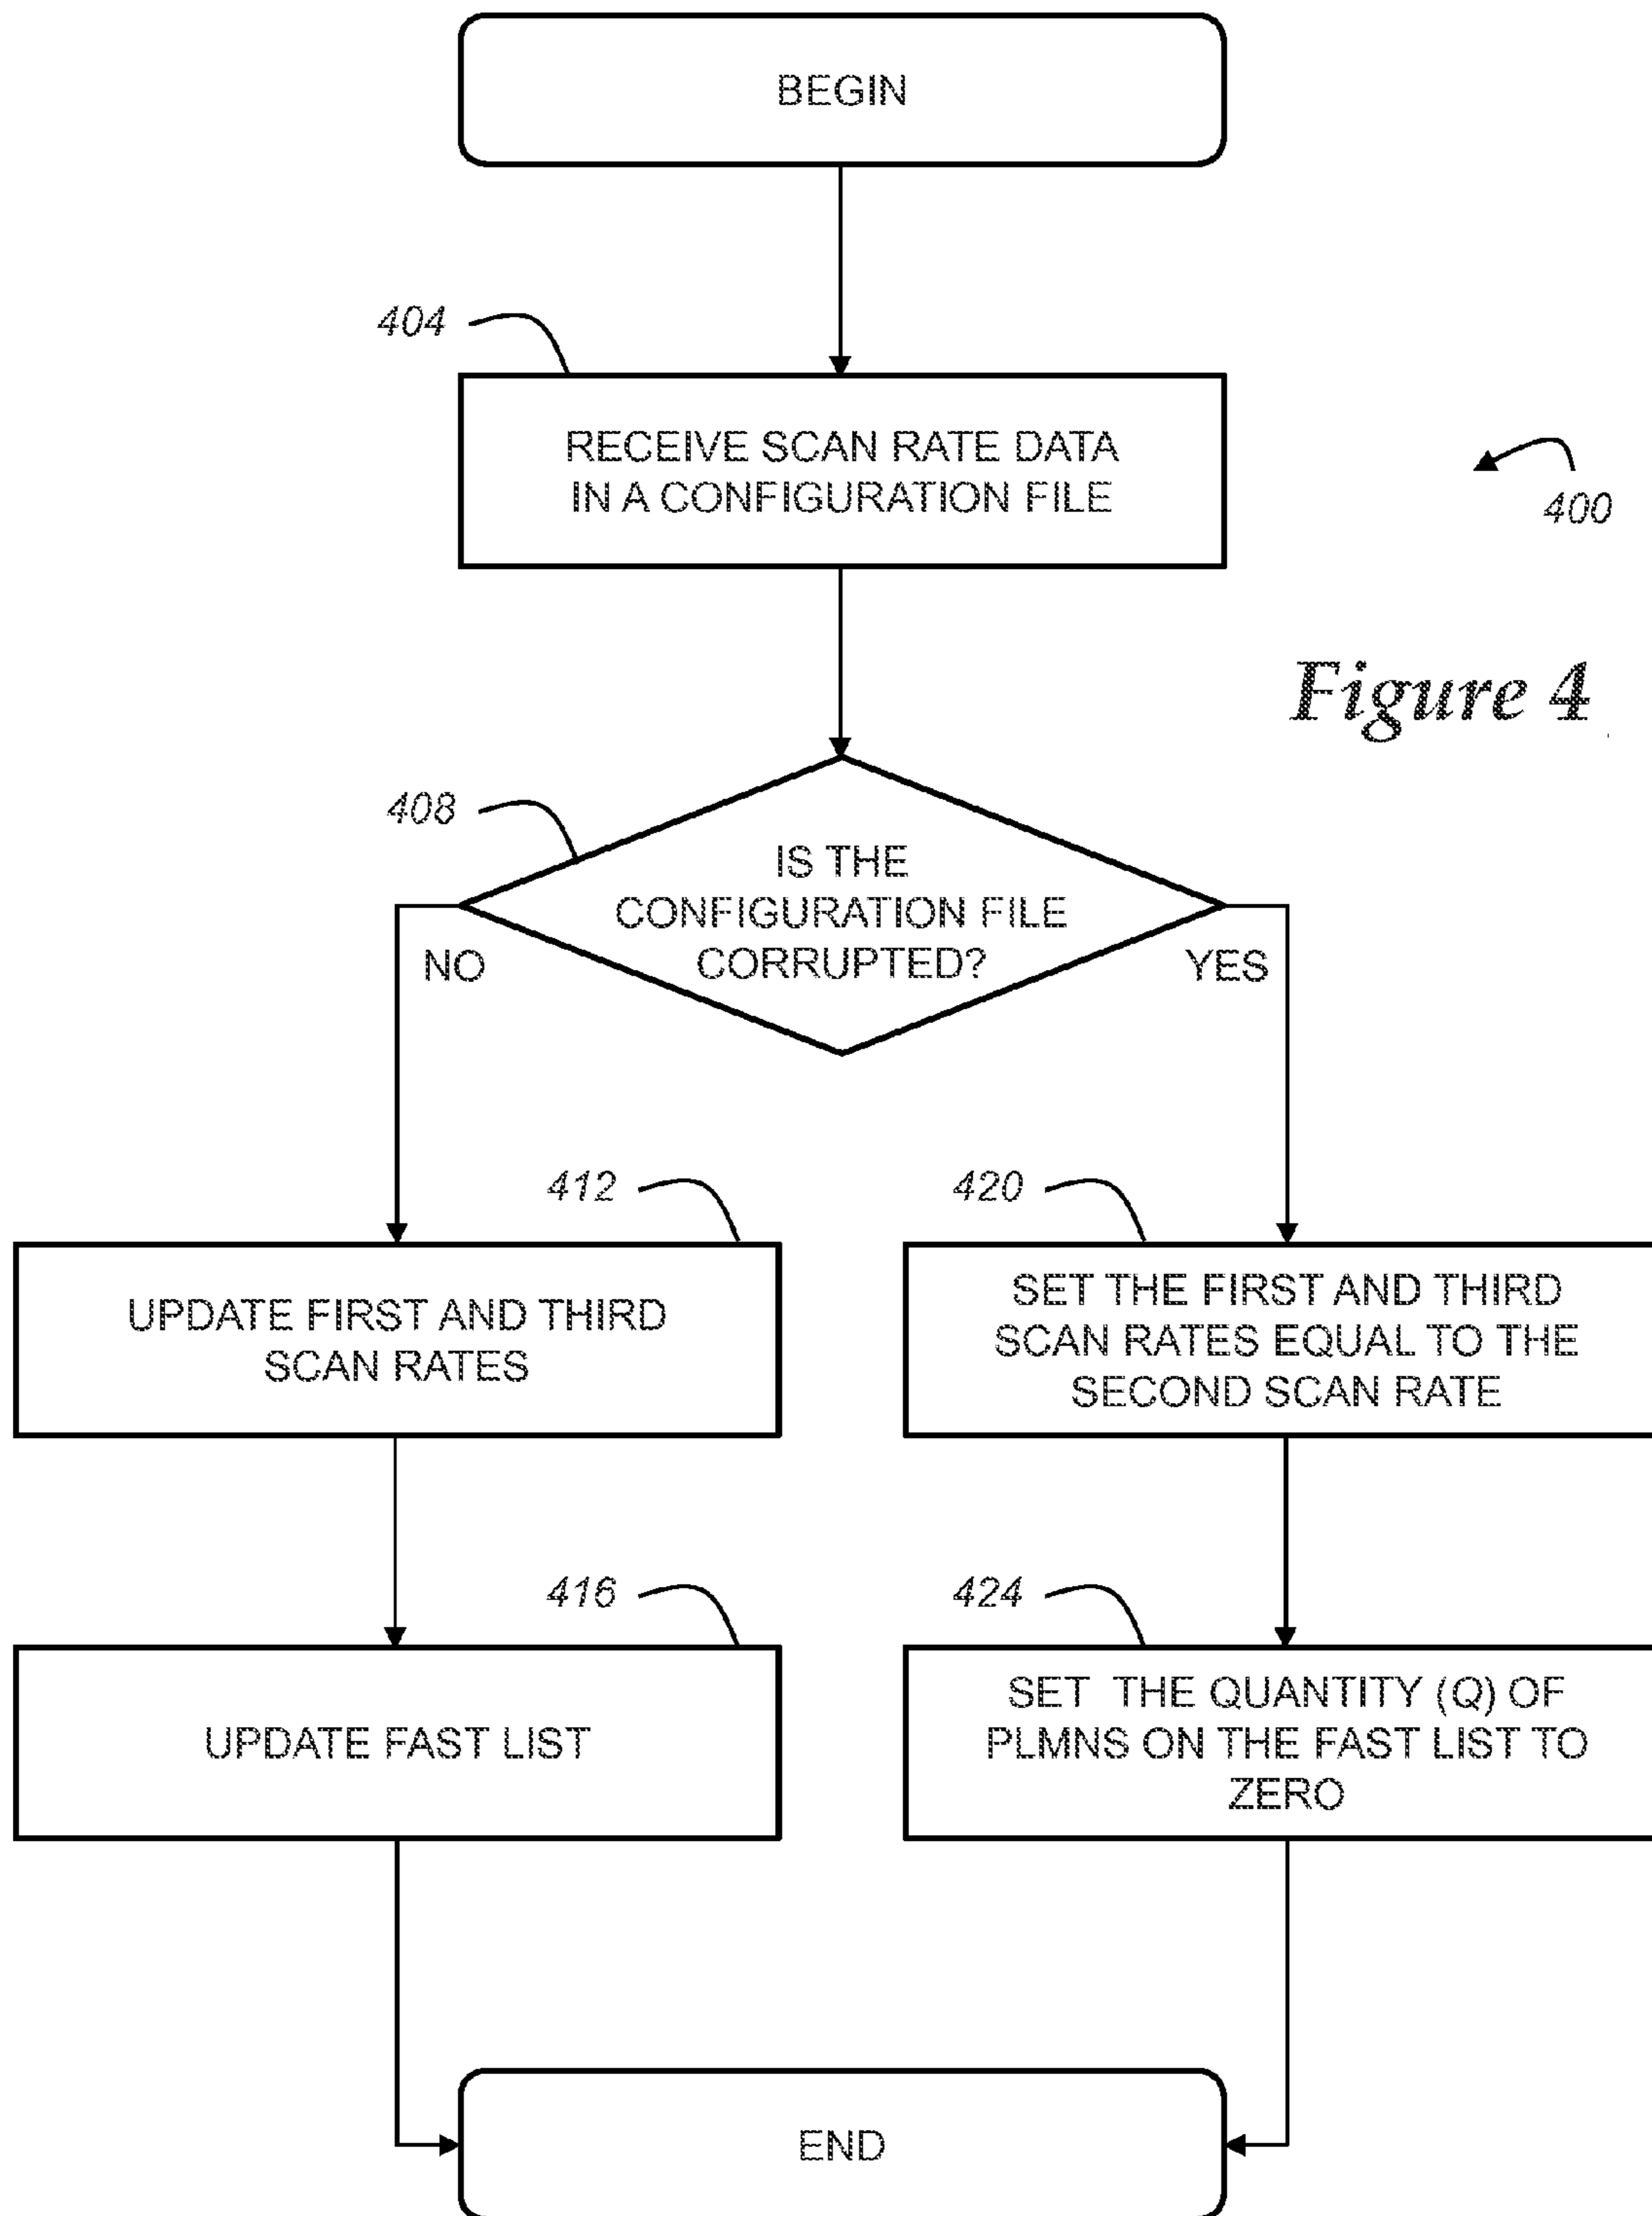 BEGIN
404
RECEIVE SCAN RATE DATA
IN A CONFIGURATION FILE
400
Figure 4
408
IS THE
CONFIGURATION FILE
CORRUPTED?
NO
YES
412
UPDATE FIRST AND THIRD
SCAN RATES
420
SET THE FIRST AND THIRD
SCAN RATES EQUAL TO THE
SECOND SCAN RATE
416
UPDATE FAST LIST
424
SET THE QUANTITY (Q) OF
PLMNS ON THE FAST LIST TO
ZERO
END